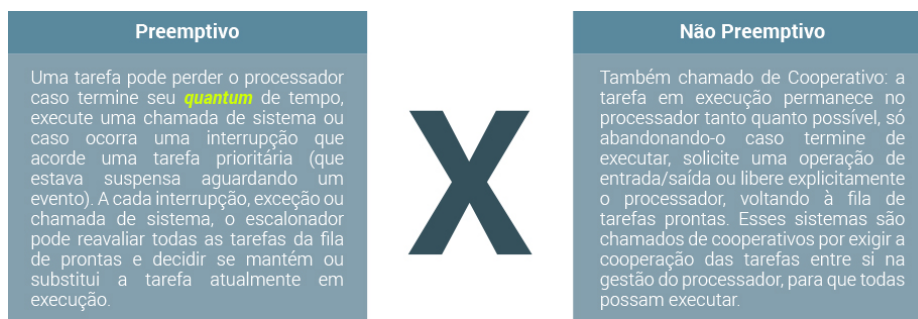 Preemptivo
Uma tarefa pode perder o processador
caso termine seu quantum de tempo,
execute uma chamada de sistema ou
caso ocorra uma interrupção que
acorde uma tarefa prioritária (que
estava suspensa aguardando um
evento). A cada interrupção, exceção ou
chamada de sistema, o escalonador
pode reavaliar todas as tarefas da fila
de prontas e decidir se mantém ou
substitui a tarefa atualmente em
execução.
X
Não Preemptivo
Também chamado de Cooperativo: a
tarefa em execução permanece no
processador tanto quanto possível, só
abandonando-o caso termine de
executar, solicite uma operação de
entrada/saída ou libere explicitamente
o processador, voltando à fila de
tarefas prontas. Esses sistemas são
chamados de cooperativos por exigir a
cooperação das tarefas entre si na
gestão do processador, para que todas
possam executar.